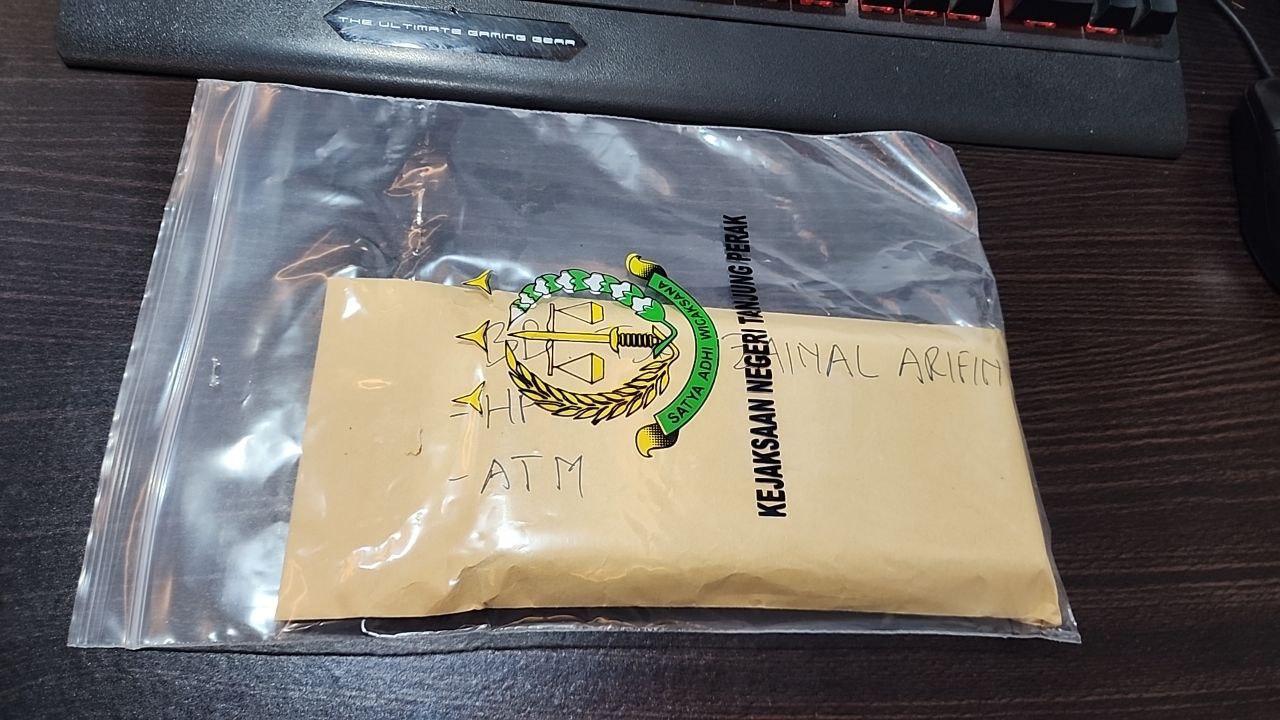 THE ULTIMATE GAMING GEAR
SATYA ADHI WICAKSANA
KEJAKSAAN NEGERI TANJUNG PERAK
ZAINAL ARIFIN
- HP
- ATM